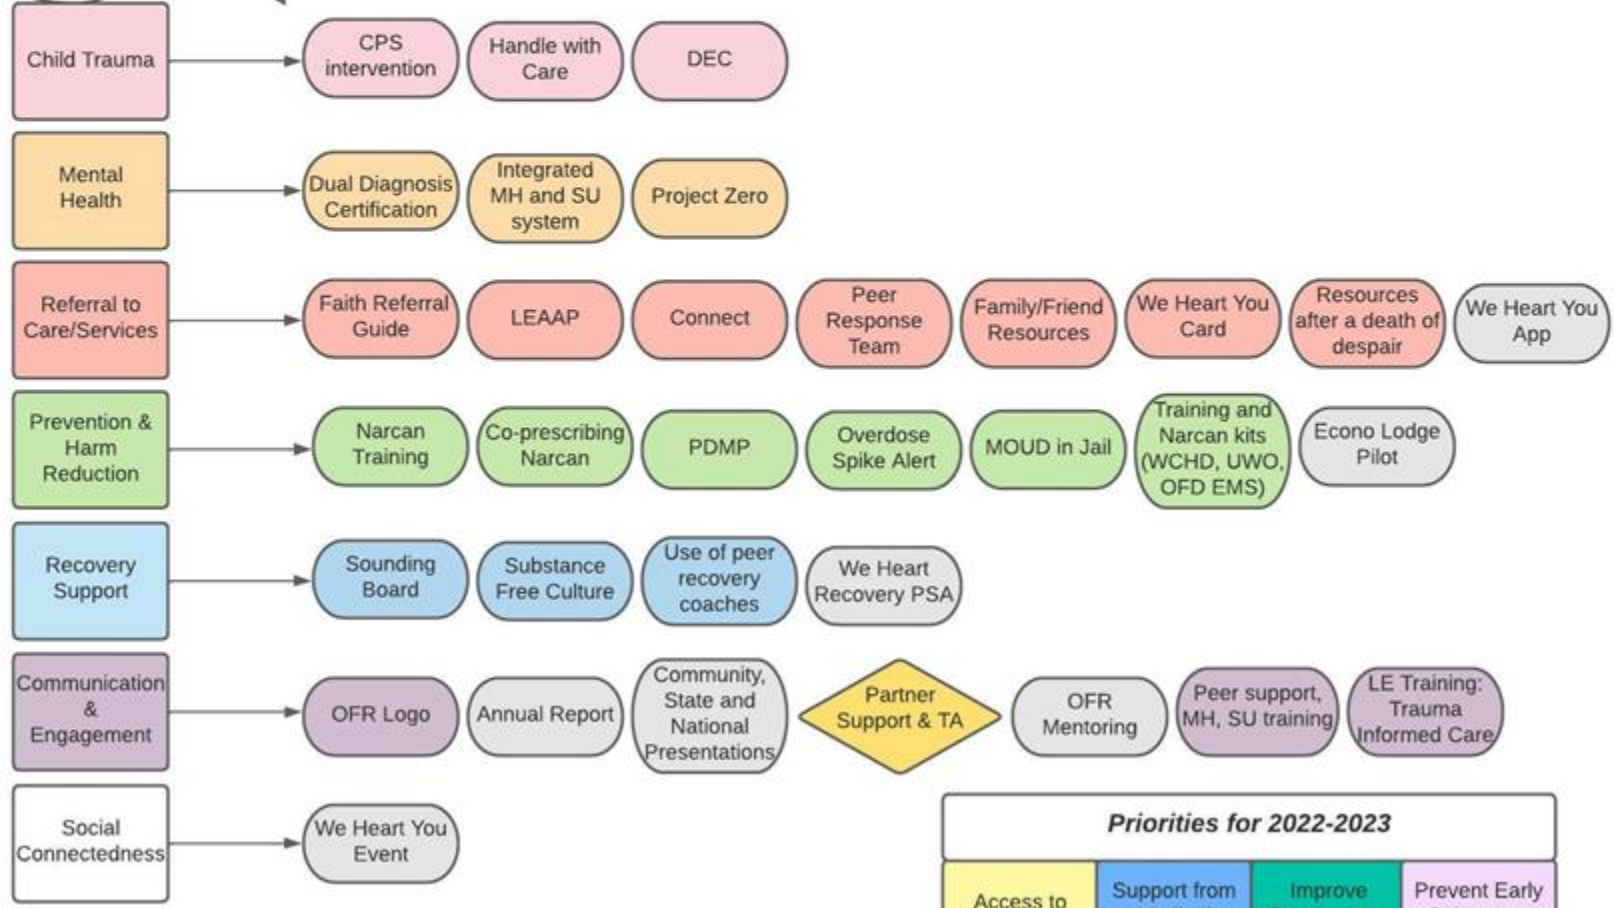 Child Trauma
CPS
intervention
Handle with
Care
DEC
Mental
Health
Dual Diagnosis
Certification
Integrated
MH and SU
system
Project Zero
Referral to
Care/Services
Faith Referral
Guide
LEAAP
Connect
Peer
Response
Team
Family/Friend
Resources
We Heart You
Card
Resources
after a death of
despair
We Heart You
App
Prevention &
Harm
Reduction
Narcan
Training
Co-prescribing
Narcan
PDMP
Overdose
Spike Alert
MOUD in Jail
Training and
Narcan kits
(WCHD, UWO,
OFD EMS)
Econo Lodge
Pilot
Recovery
Support
Sounding
Board
Substance
Free Culture
Use of peer
recovery
coaches
We Heart
Recovery PSA
Communication
&
Engagement
OFR Logo
Annual Report
Community,
State and
National
Presentations
Partner
Support & TA
OFR
Mentoring
Peer support,
MH, SU training
LE Training:
Trauma
Informed Care
Social
Connectedness
We Heart You
Event
Priorities for 2022-2023
Access to
Support from
Improve
Prevent Early